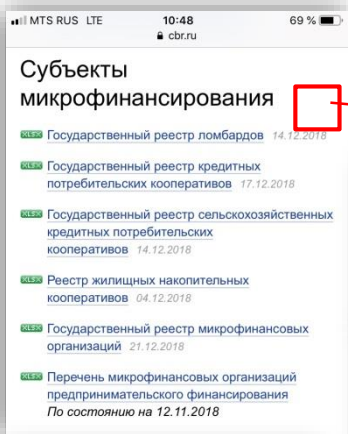 MTS RUS LTE 10:48 69 %
cbr.ru
Субъекты
микрофинансирования
XLSX Государственный реестр ломбардов 14.12.2018
XLSX Государственный реестр кредитных
потребительских кооперативов 17.12.2018
XLSX Государственный реестр сельскохозяйственных
кредитных потребительских
кооперативов 14.12.2018
XLSX Реестр жилищных накопительных
кооперативов 04.12.2018
XLSX Государственный реестр микрофинансовых
организаций 21.12.2018
XLSX Перечень микрофинансовых организаций
предпринимательского финансирования
По состоянию на 12.11.2018